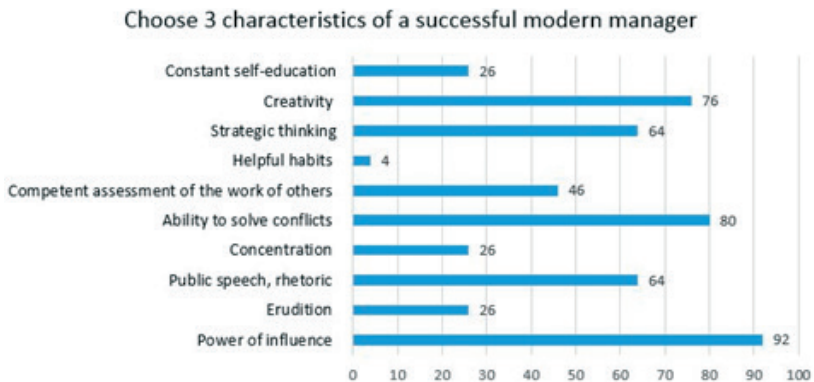 Choose 3 characteristics of a successful modern manager
Constant self-education 26
Creativity 76
Strategic thinking 64
Helpful habits 4
Competent assessment of the work of others 46
Ability to solve conflicts 80
Concentration 26
Public speech, rhetoric 64
Erudition 26
Power of influence 92
0 10 20 30 40 50 60 70 80 90 100